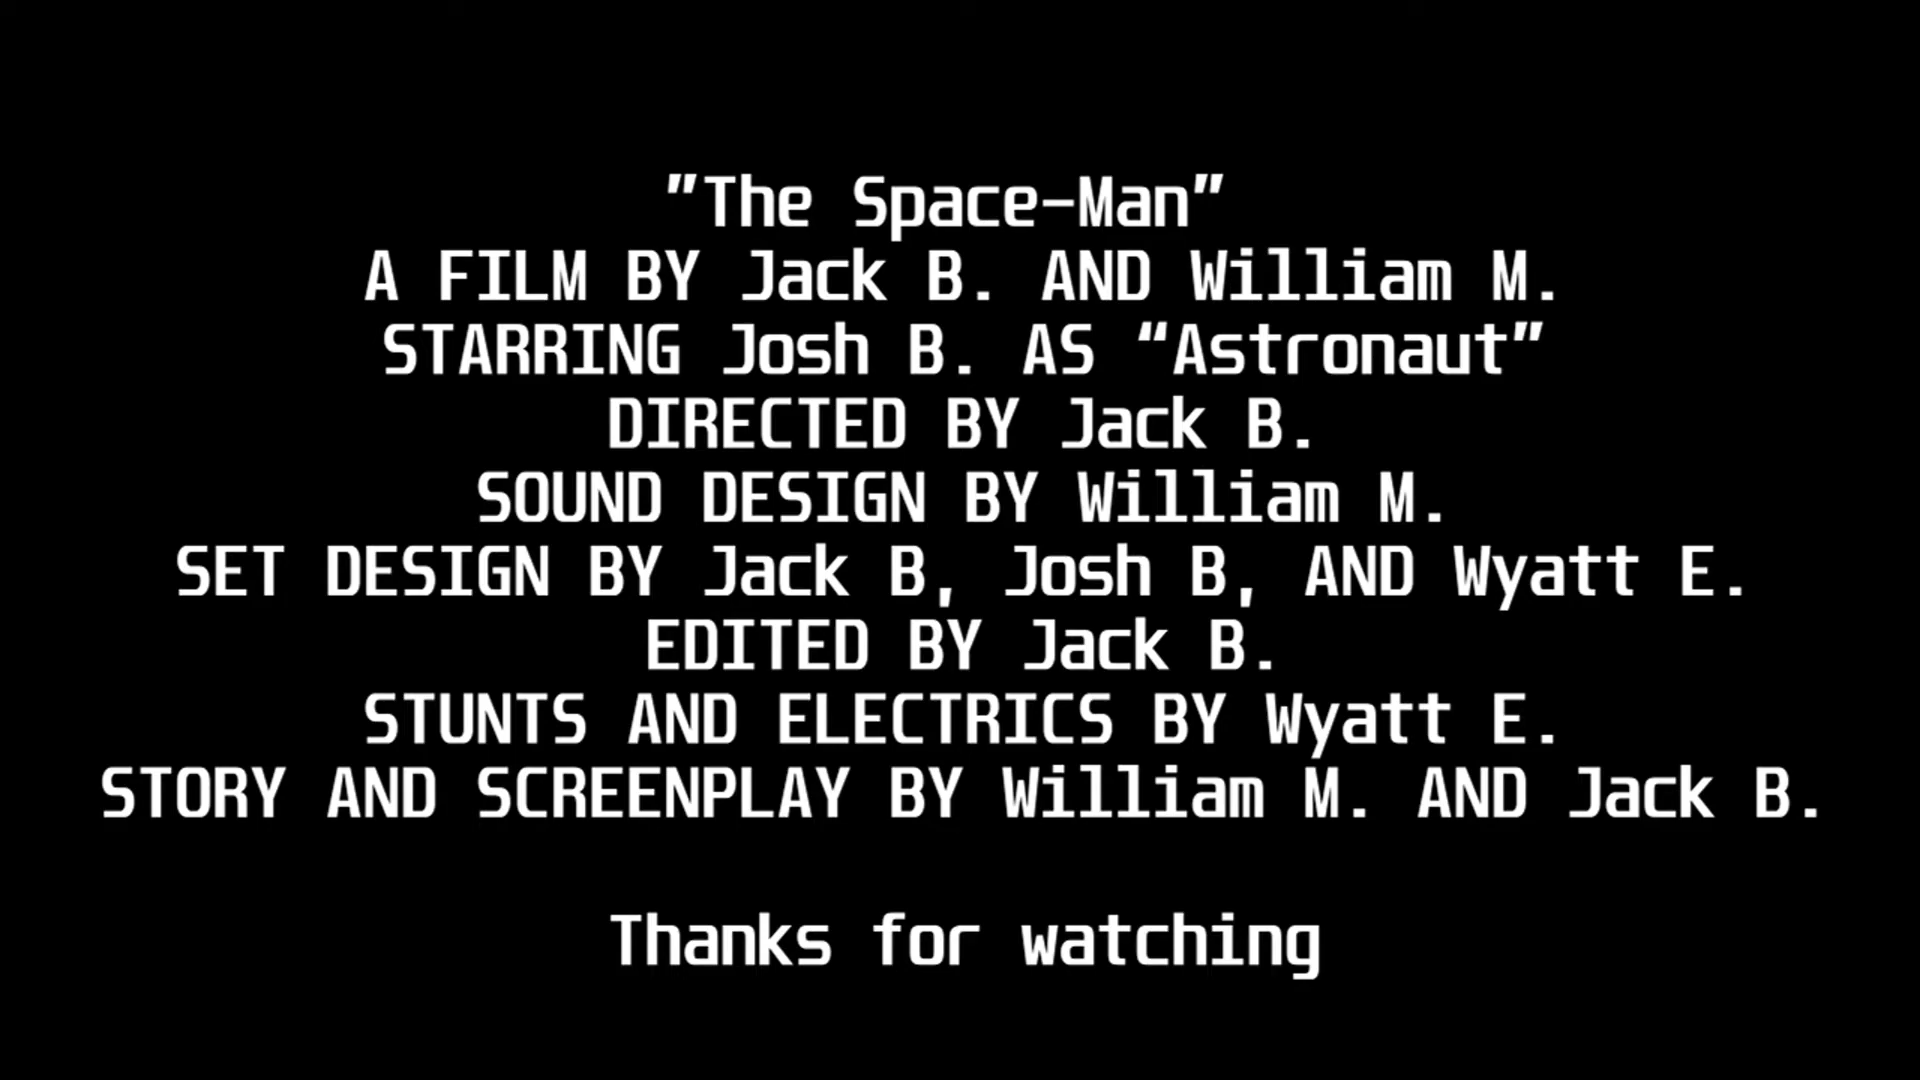 "The Space-Man"
A FILM BY Jack B. AND William M.
STARRING Josh B. AS “Astronaut”
DIRECTED BY Jack B.
SOUND DESIGN BY William M.
SET DESIGN BY Jack B, Josh B, AND Wyatt E.
EDITED BY Jack B.
STUNTS AND ELECTRICS BY Wyatt E.
STORY AND SCREENPLAY BY William M. AND Jack B.
Thanks for watching